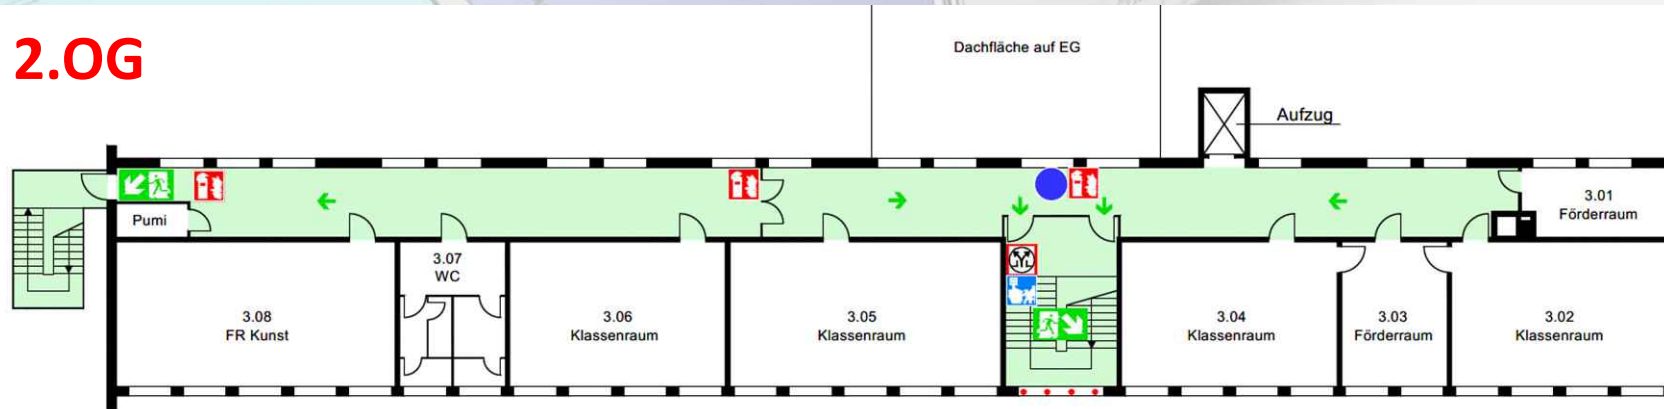 2.OG
Dachfläche auf EG
Aufzug
3.01
Förderraum
Pumi
3.08
FR Kunst
3.07
WC
3.06
Klassenraum
3.05
Klassenraum
3.04
Klassenraum
3.03
Förderraum
3.02
Klassenraum